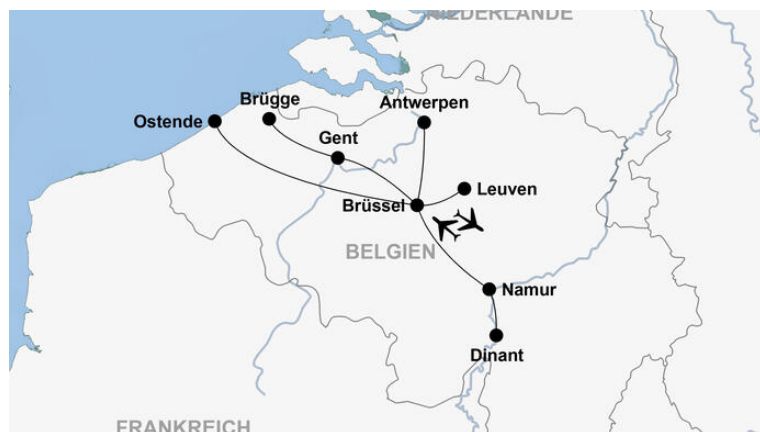 NIEDERLANDE
Brügge
Antwerpen
Ostende
Gent
Leuven
Brüssel
BELGIEN
Namur
Dinant
FRANKREICH